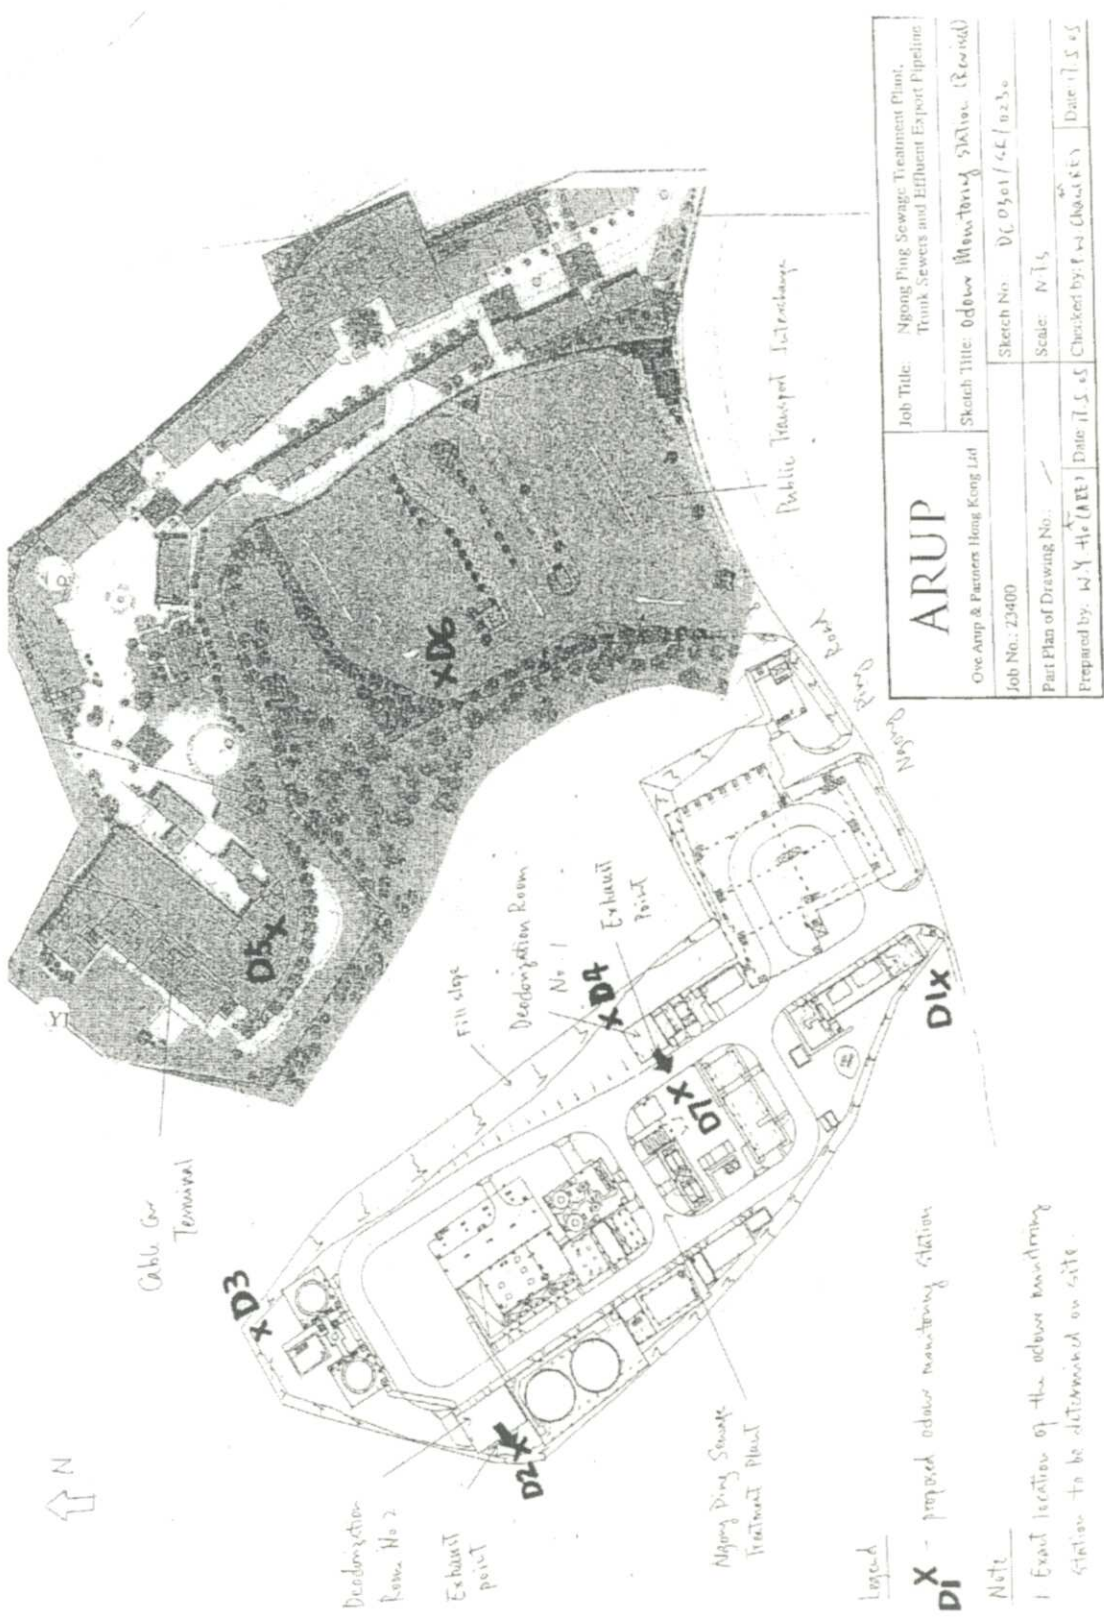 N
Cable Car
Terminal
Deodorization
Room No 2
Exhaust
point
D3
D2
D5
D6
Fill slope
Deodorization Room
No. 1
D4
Exhaust
Point
D7
D1
Public Transport Interchange
Ngong Ping Road
Ngong Ping Sewage
Treatment Plant
Legend
D1 - proposed odour monitoring station
Note
1 Exact location of the odour monitoring
station to be determined on site.
ARUP
Ove Arup & Partners Hong Kong Ltd
Job Title: Ngong Ping Sewage Treatment Plant,
Trunk Sewers and Effluent Export Pipeline
Sketch Title: Odour Monitoring Station (Revised)
Job No.: 23400
Sketch No:
Part Plan of Drawing No.:
Scale: NTS
Prepared by: W.Y. Ho (ARE)
Date: 17.5.05
Checked by:
Date: 17.5.05